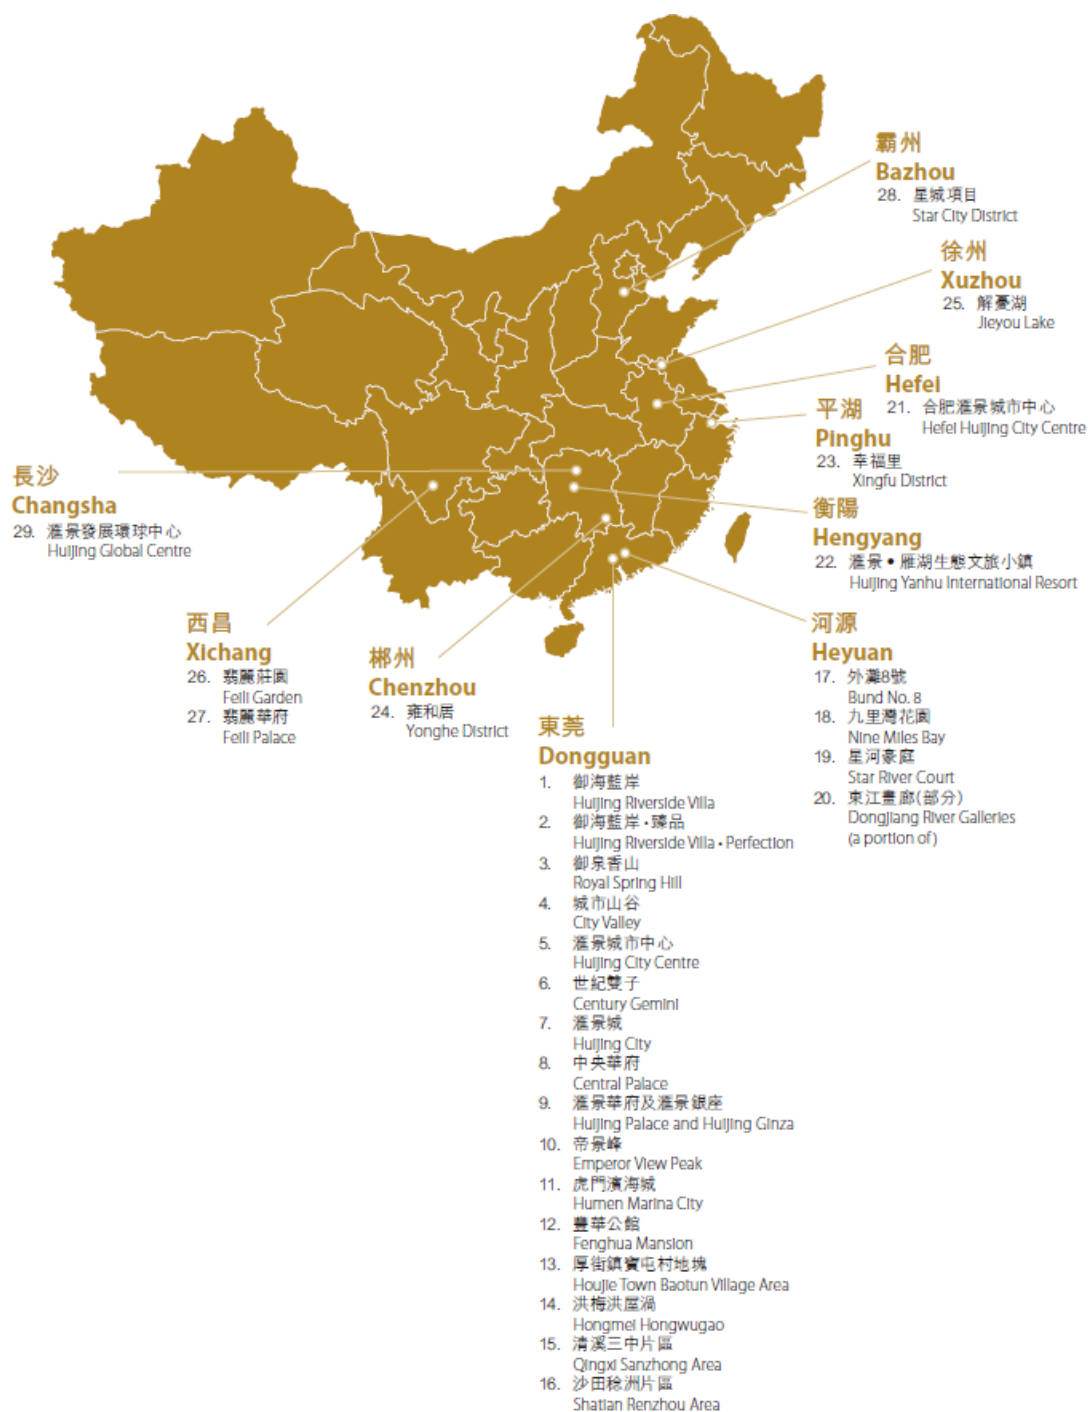 霸州
Bazhou
28. 星城項目
Star City District
徐州
Xuzhou
25. 解憂湖
Jieyou Lake
合肥
Hefei
21. 合肥滙景城市中心
Hefei Huijing City Centre
平湖
Pinghu
23. 幸福里
Xingfu District
長沙
Changsha
29. 滙景發展環球中心
Huijing Global Centre
衡陽
Hengyang
22. 滙景•雁湖生態文旅小鎮
Huijing Yanhu International Resort
西昌
Xichang
26. 翡麗莊園
Feili Garden
27. 翡麗華府
Feili Palace
郴州
Chenzhou
24. 雍和居
Yonghe District
河源
Heyuan
17. 外灘8號
Bund No. 8
18. 九里灣花園
Nine Miles Bay
19. 星河豪庭
Star River Court
20. 東江畫廊(部分)
Dongjiang River Galleries
(a portion of)
東莞
Dongguan
1. 御海藍岸
Huijing Riverside Villa
2. 御海藍岸•臻品
Huijing Riverside Villa • Perfection
3. 御泉香山
Royal Spring Hill
4. 城市山谷
City Valley
5. 滙景城市中心
Huijing City Centre
6. 世紀雙子
Century Gemini
7. 滙景城
Huijing City
8. 中央華府
Central Palace
9. 滙景華府及滙景銀座
Huijing Palace and Huijing Ginza
10. 帝景峰
Emperor View Peak
11. 虎門濱海城
Humen Marina City
12. 豐華公館
Fenghua Mansion
13. 厚街鎮寶屯村地塊
Houjie Town Baotun Village Area
14. 洪梅洪屋渦
Hongmei Hongwugao
15. 清溪三中片區
Qingxi Sanzhong Area
16. 沙田稔洲片區
Shatian Renzhou Area